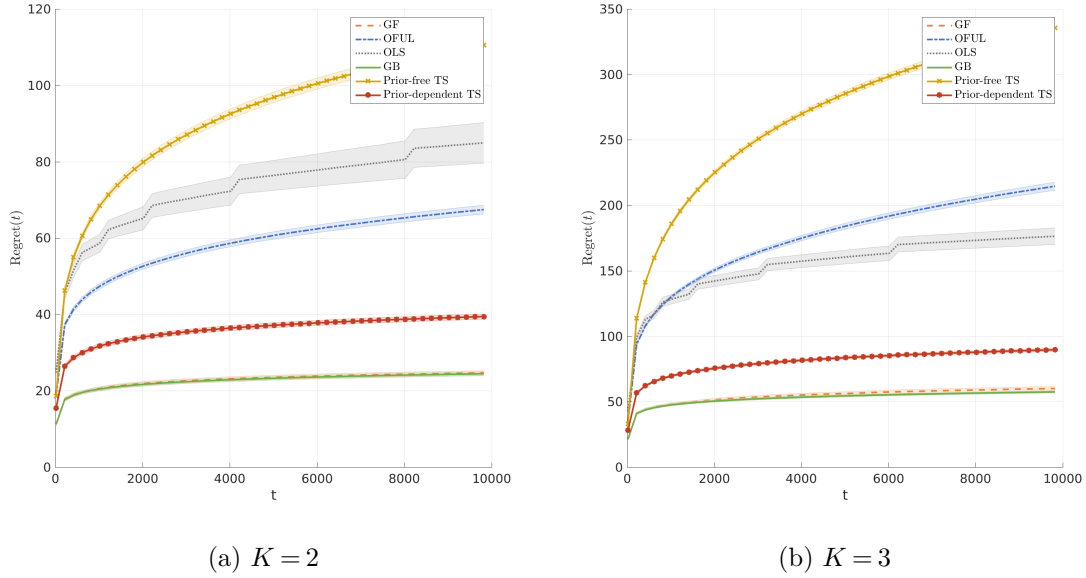 120
100
80
60
40
20
0
Regret(t)
0 2000 4000 6000 8000 10000
t
GF
OFUL
OLS
GB
Prior-free TS
Prior-dependent TS
(a) K = 2
350
300
250
200
150
100
50
0
Regret(t)
0 2000 4000 6000 8000 10000
t
GF
OFUL
OLS
GB
Prior-free TS
Prior-dependent TS
(b) K = 3